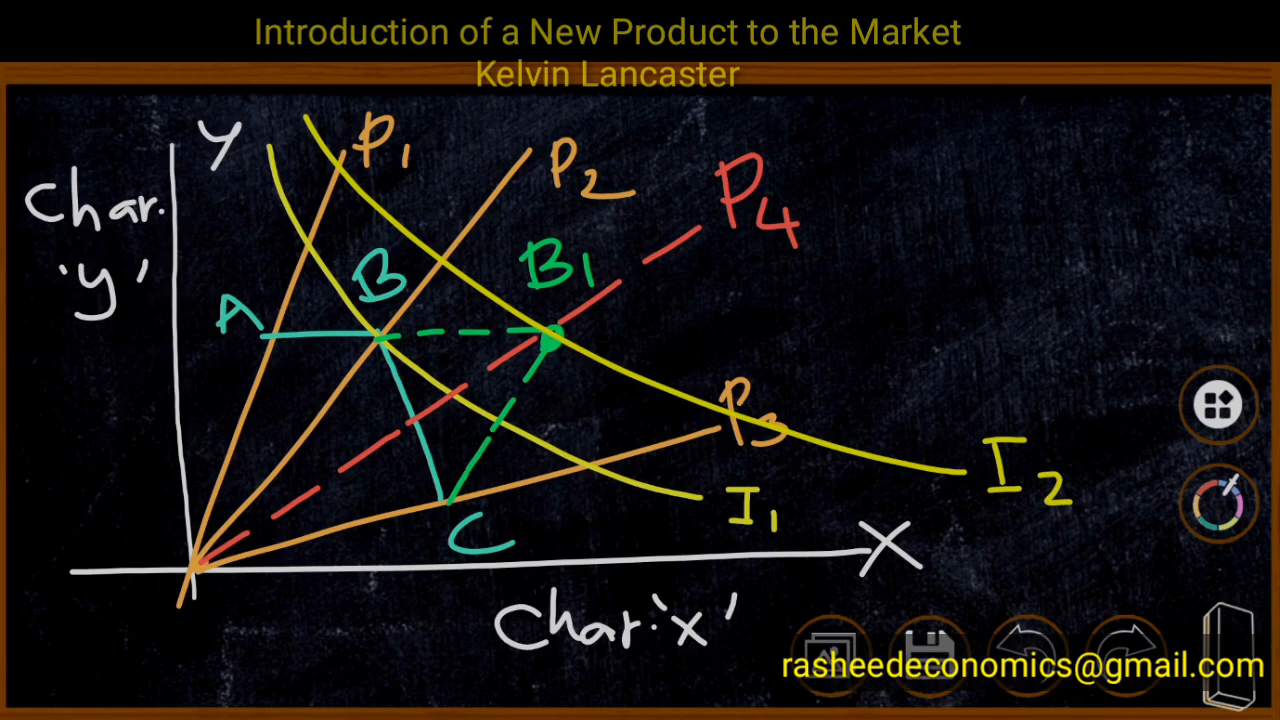 Introduction of a New Product to the Market
Kelvin Lancaster
Y
P1
P2
P4
Char.
'y'
A
B
B1
P3
I1
I2
C
X
Char: 'x'
rasheedeconomics@gmail.com